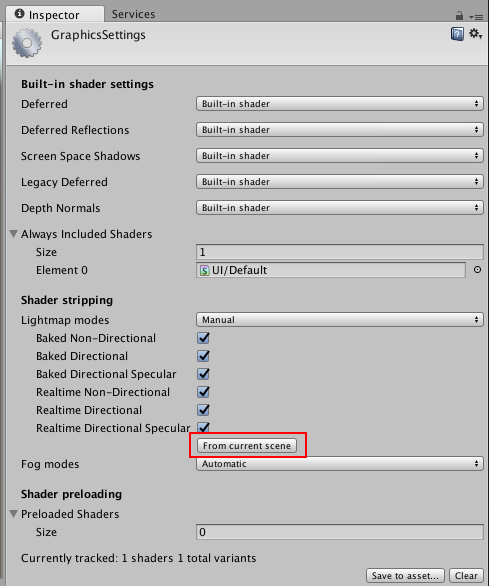 Inspector Services
GraphicsSettings
Built-in shader settings
Deferred Built-in shader
Deferred Reflections Built-in shader
Screen Space Shadows Built-in shader
Legacy Deferred Built-in shader
Depth Normals Built-in shader
Always Included Shaders
Size 1
Element 0 UI/Default
Shader stripping
Lightmap modes Manual
Baked Non-Directional
Baked Directional
Baked Directional Specular
Realtime Non-Directional
Realtime Directional
Realtime Directional Specular
From current scene
Fog modes Automatic
Shader preloading
Preloaded Shaders
Size 0
Currently tracked: 1 shaders 1 total variants
Save to asset... Clear